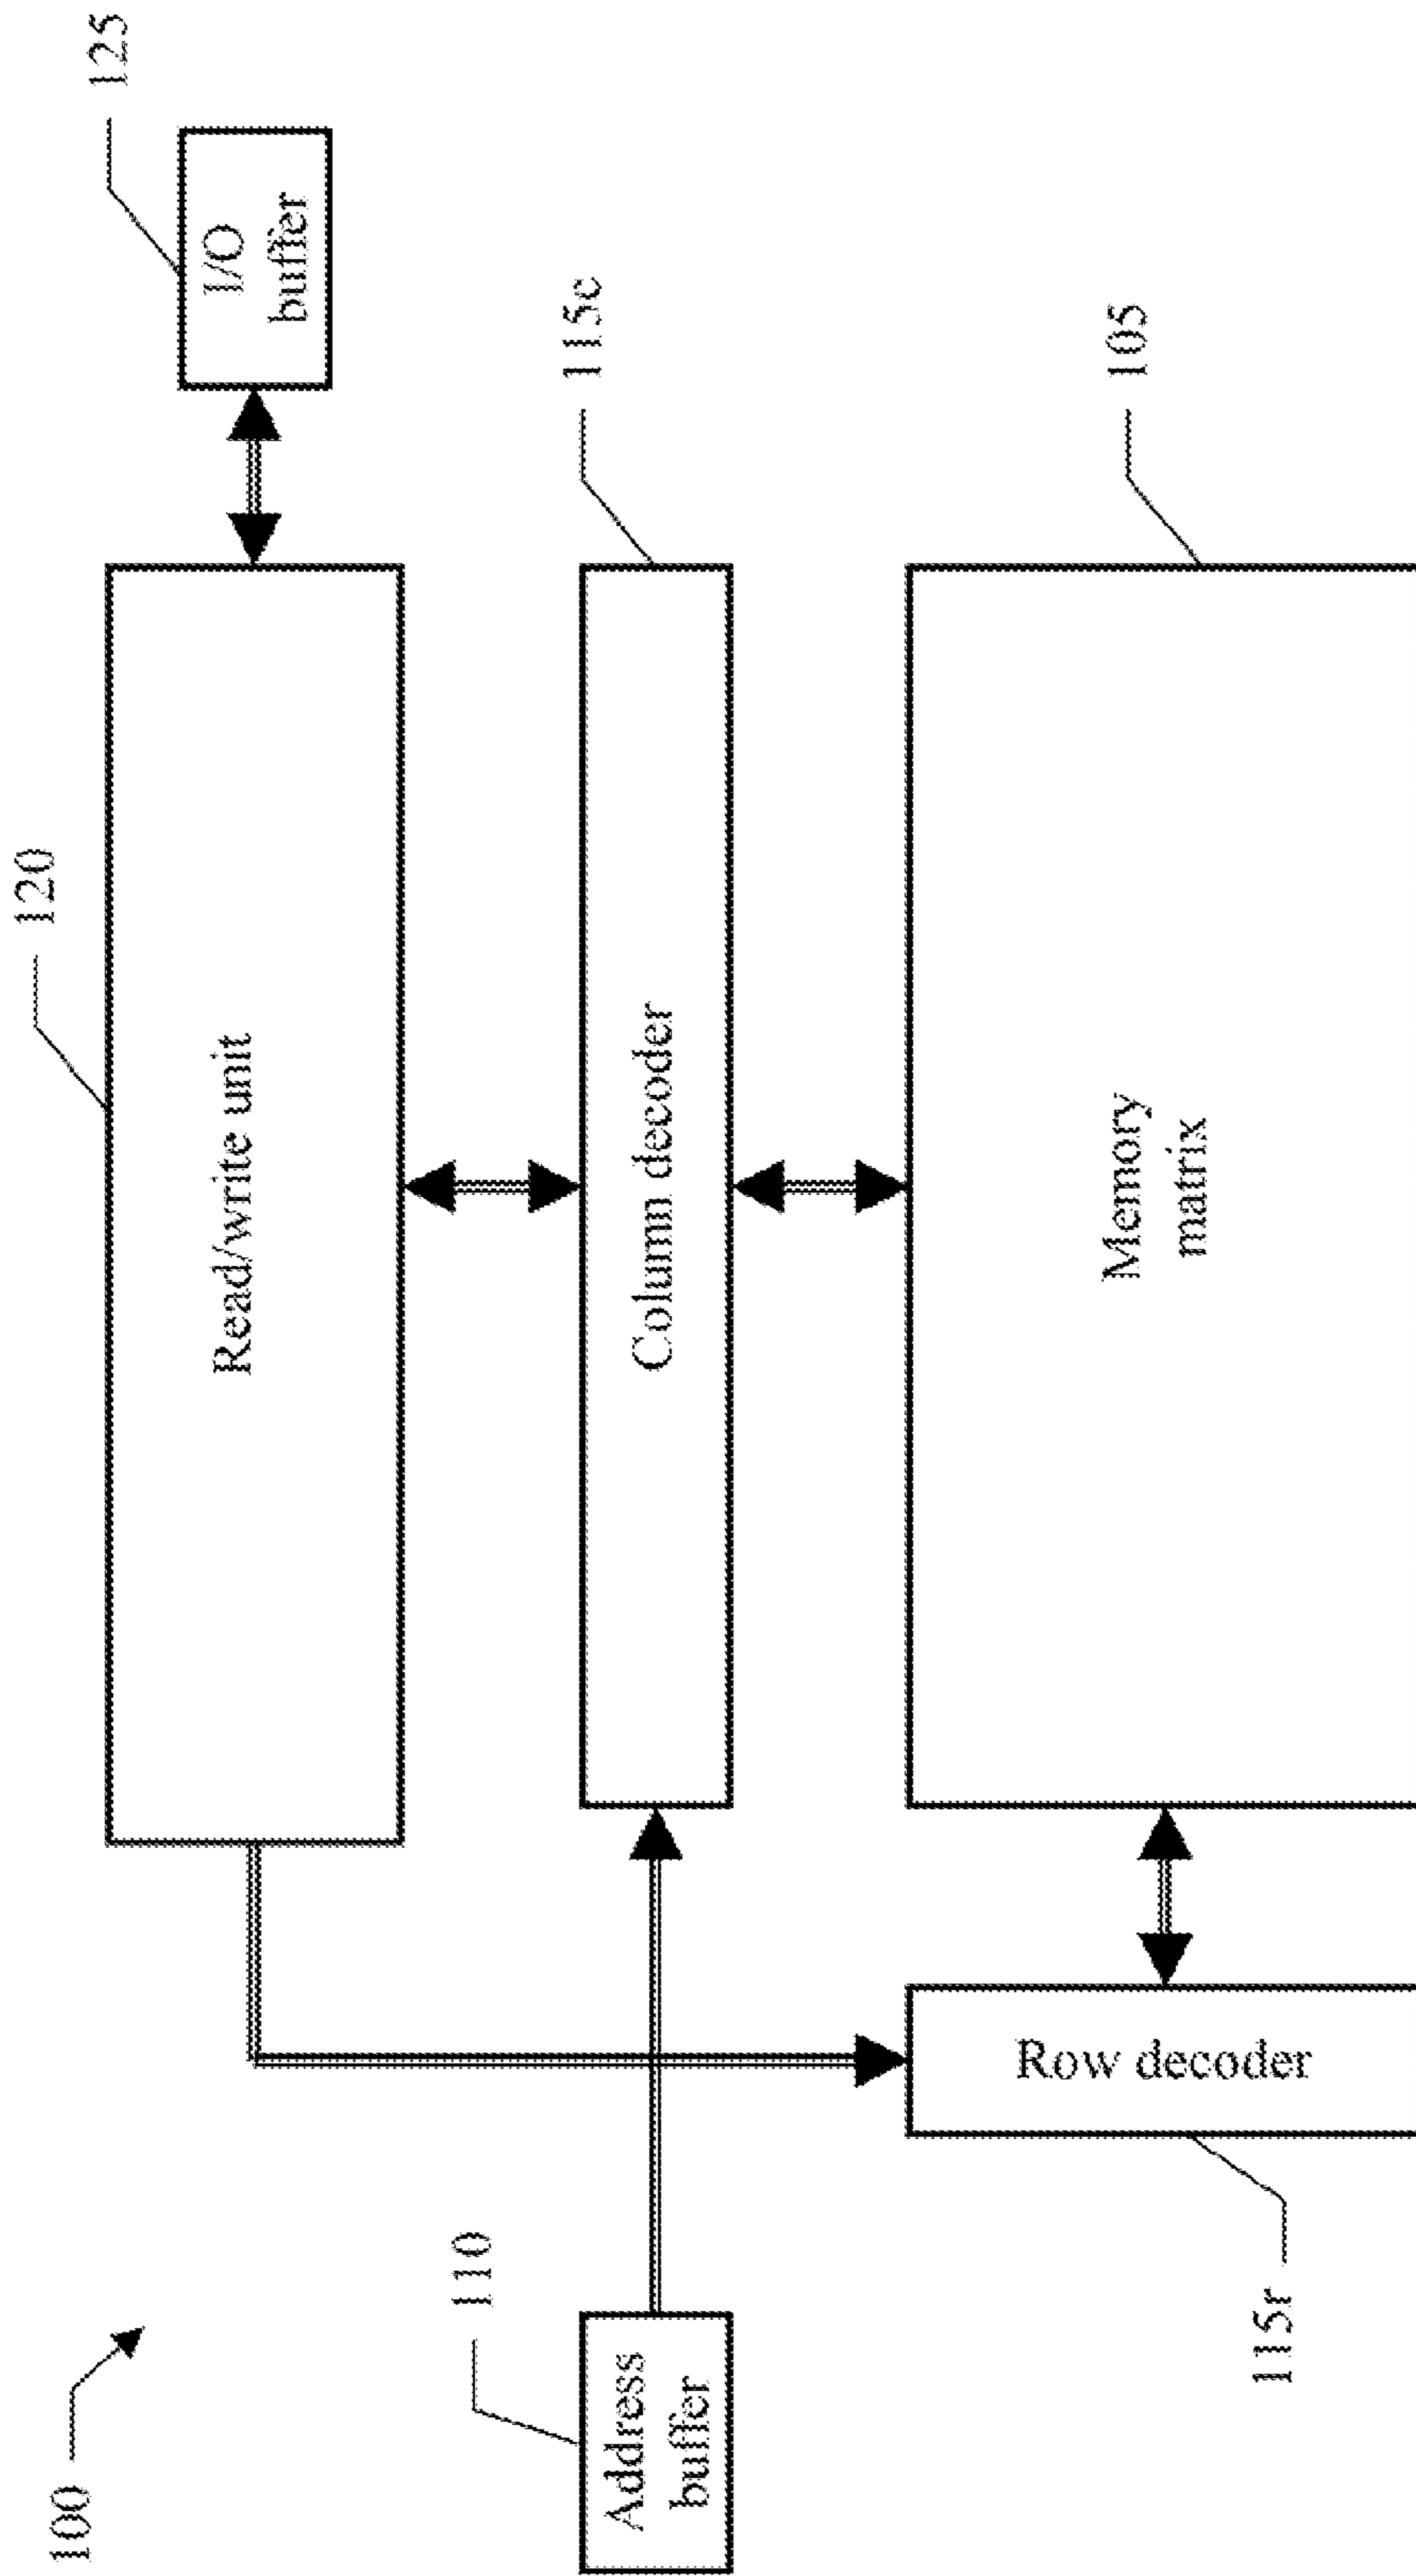 100
120
125
Read/write unit
I/O
buffer
110
115c
Address
buffer
Column decoder
115r
105
Row decoder
Memory
matrix